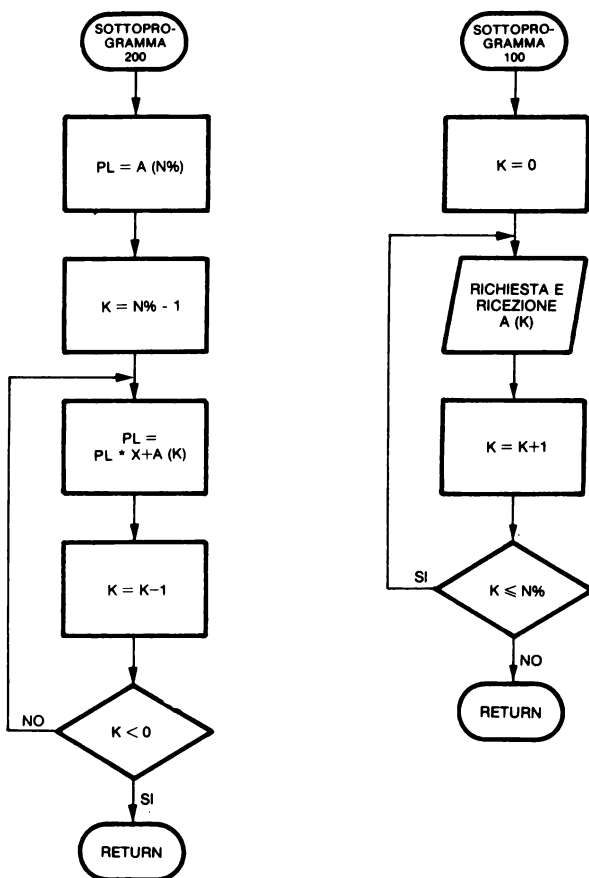 SOTTOPRO-
GRAMMA
200
PL = A (N%)
K = N% - 1
PL =
PL * X+A (K)
K = K-1
K < 0
NO
SI
RETURN
SOTTOPRO-
GRAMMA
100
K = 0
RICHIESTA E
RICEZIONE
A (K)
K = K+1
K ⩽ N%
SI
NO
RETURN